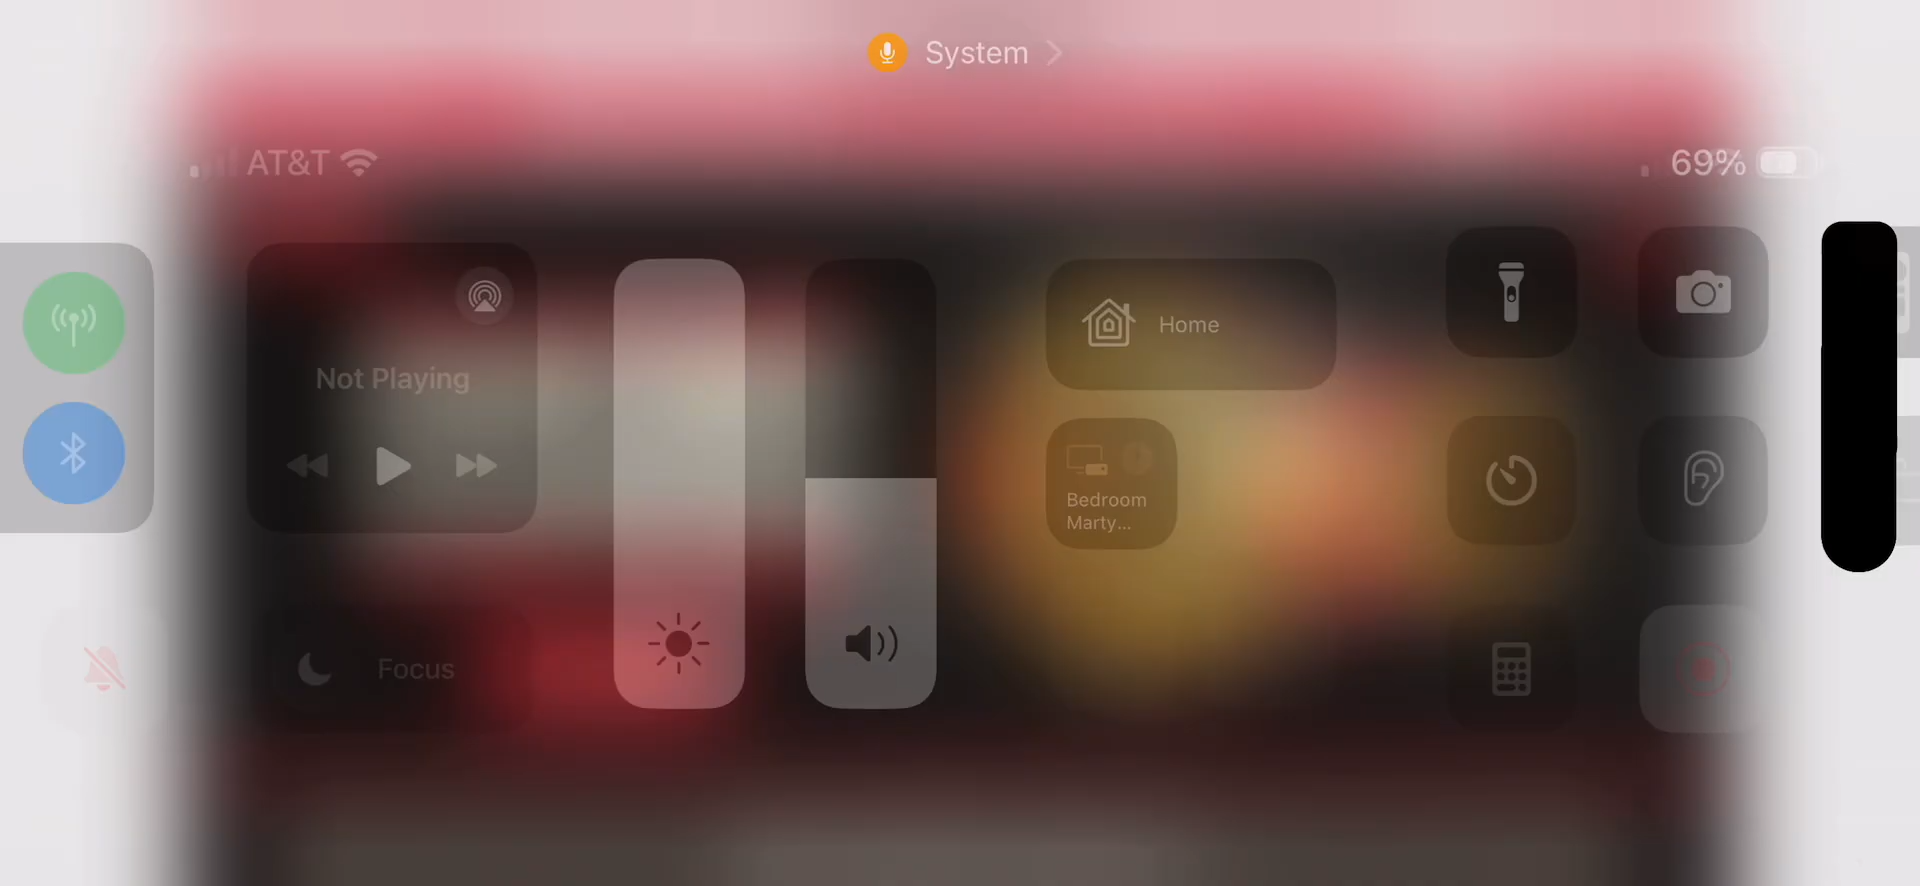 System
AT&T
69%
Not Playing
Home
Bedroom
Marty...
Focus